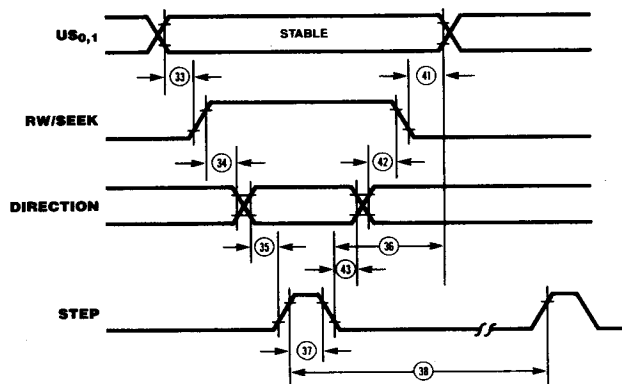 US0,1
STABLE
33
41
RW/SEEK
34
42
DIRECTION
35
36
43
STEP
37
38